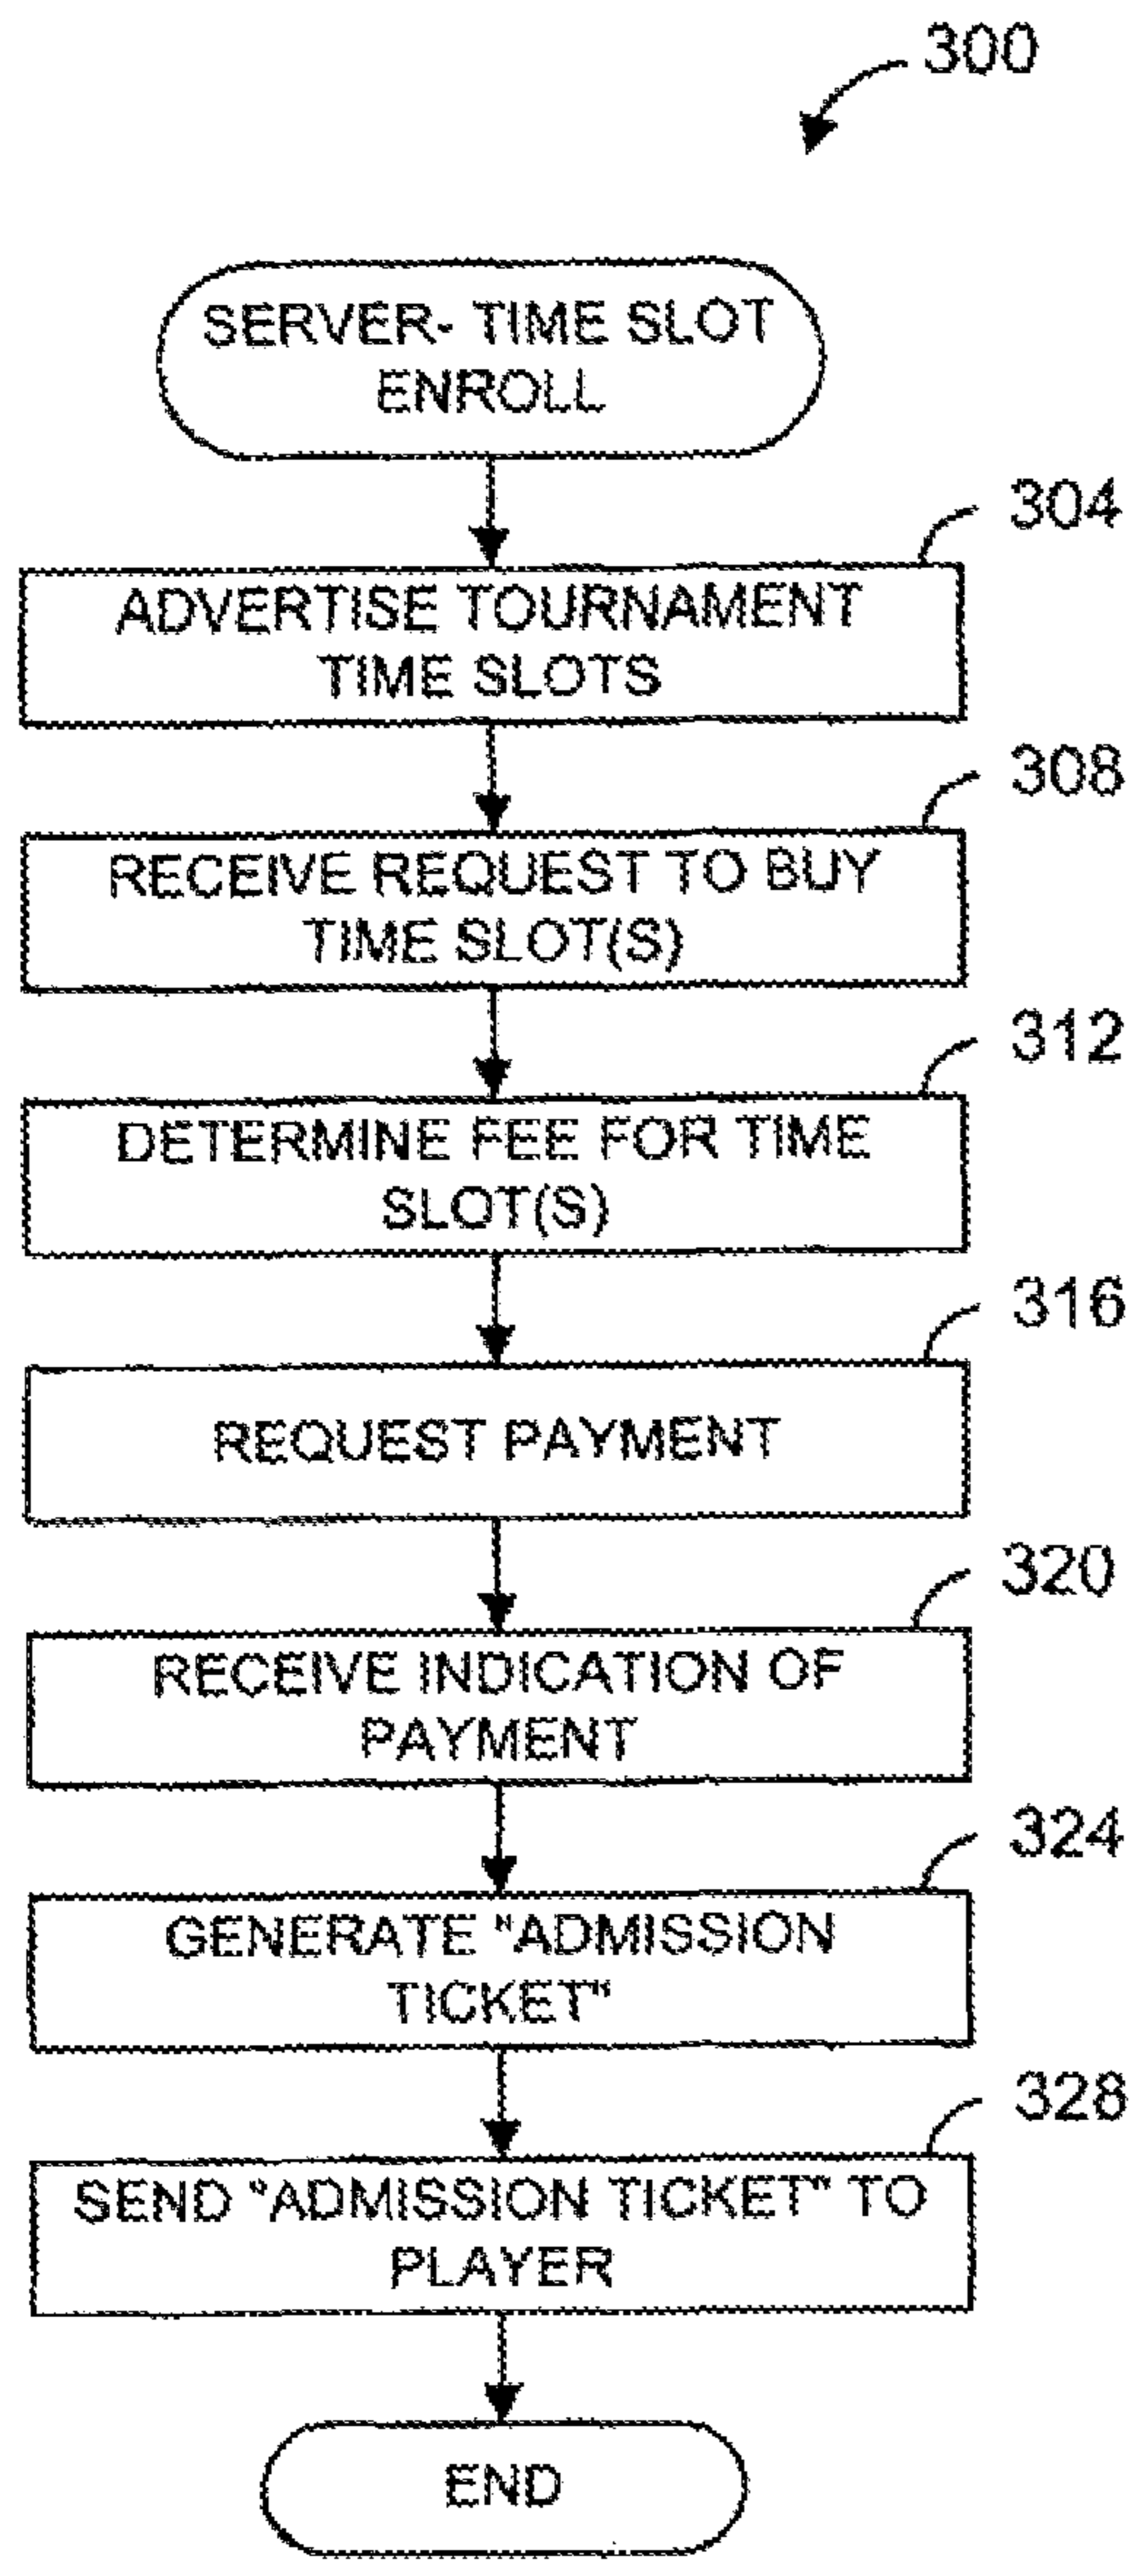 300
SERVER- TIME SLOT
ENROLL
304
ADVERTISE TOURNAMENT
TIME SLOTS
308
RECEIVE REQUEST TO BUY
TIME SLOT(S)
312
DETERMINE FEE FOR TIME
SLOT(S)
316
REQUEST PAYMENT
320
RECEIVE INDICATION OF
PAYMENT
324
GENERATE "ADMISSION
TICKET"
328
SEND "ADMISSION TICKET" TO
PLAYER
END